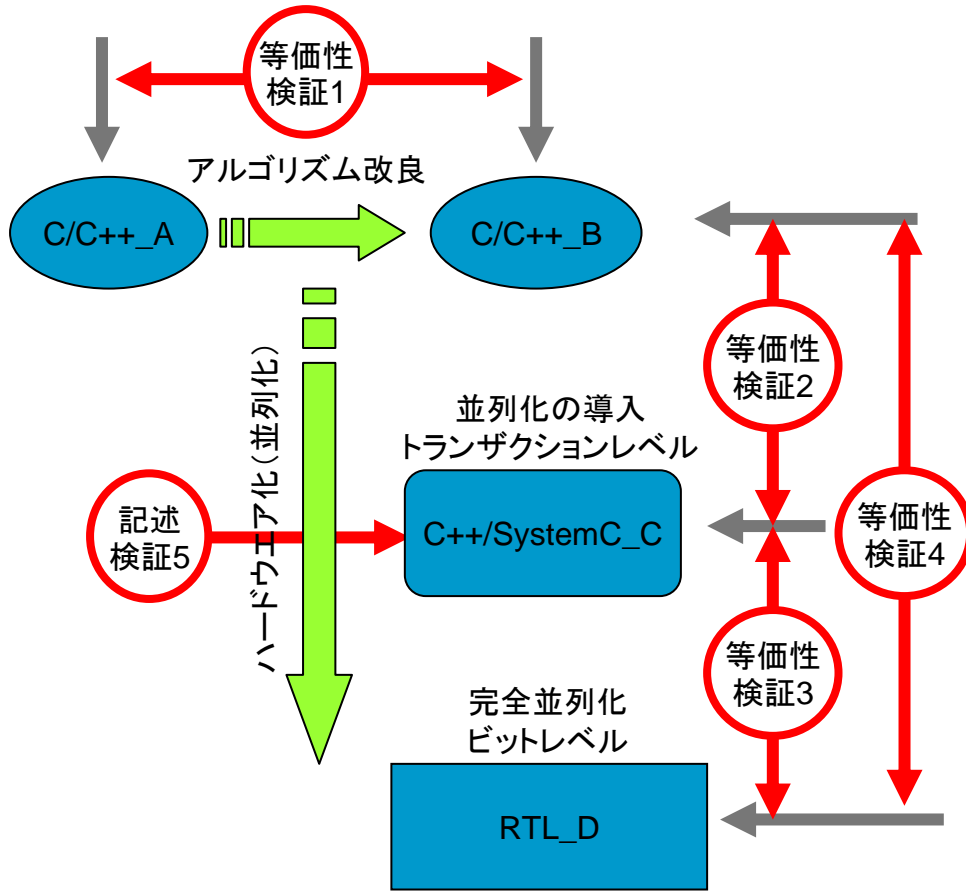 等価性
検証1
アルゴリズム改良
C/C++_A
C/C++_B
ハードウエア化(並列化)
等価性
検証2
並列化の導入
トランザクションレベル
記述
検証5
C++/SystemC_C
等価性
検証4
等価性
検証3
完全並列化
ビットレベル
RTL_D